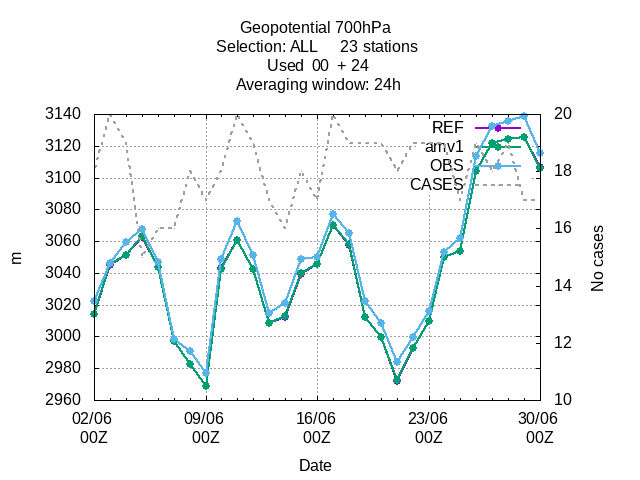 Geopotential 700hPa
Selection: ALL 23 stations
Used 00 + 24
Averaging window: 24h
3140
3120
3100
3080
3060
3040
3020
3000
2980
2960
m
20
18
16
14
12
10
No cases
REF
amv1
OBS
CASES
02/06 09/06 16/06 23/06 30/06
00Z 00Z 00Z 00Z 00Z
Date